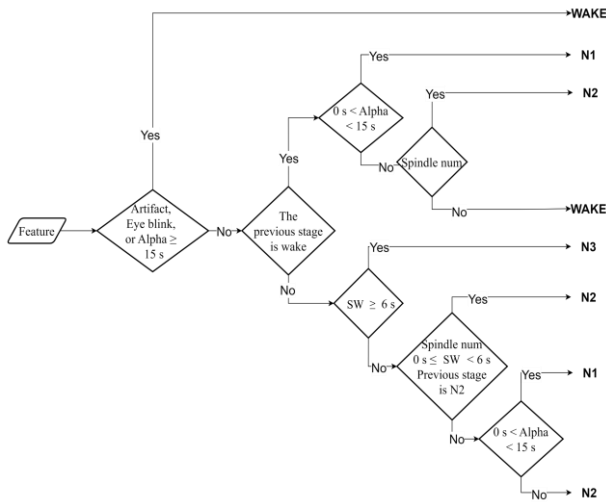 WAKE
Yes
N1
0 s < Alpha
< 15 s
Yes
N2
Yes
No
Spindle num
Yes
Artifact,
Eye blink,
or Alpha ≥
15 s
Feature
No
The
previous stage
is wake
No
WAKE
Yes
N3
No
SW ≥ 6 s
Yes
N2
Spindle num
0 s ≤ SW < 6 s
Previous stage
is N2
No
Yes
N1
0 s < Alpha
< 15 s
No
No
N2